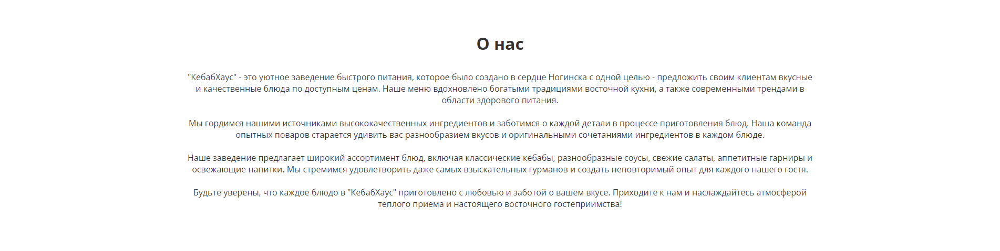 О нас
"КебабХаус" - это уютное заведение быстрого питания, которое было создано в сердце Ногинска с одной целью - предложить своим клиентам вкусные
и качественные блюда по доступным ценам. Наше меню вдохновлено богатыми традициями восточной кухни, а также современными трендами в
области здорового питания.
Мы гордимся нашими источниками высококачественных ингредиентов и заботимся о каждой детали в процессе приготовления блюд. Наша команда
опытных поваров старается удивить вас разнообразием вкусов и оригинальными сочетаниями ингредиентов в каждом блюде.
Наше заведение предлагает широкий ассортимент блюд, включая классические кебабы, разнообразные соусы, свежие салаты, аппетитные гарниры и
освежающие напитки. Мы стремимся удовлетворить даже самых взыскательных гурманов и создать неповторимый опыт для каждого нашего гостя.
Будьте уверены, что каждое блюдо в "КебабХаус" приготовлено с любовью и заботой о вашем вкусе. Приходите к нам и наслаждайтесь атмосферой
теплого приема и настоящего восточного гостеприимства!